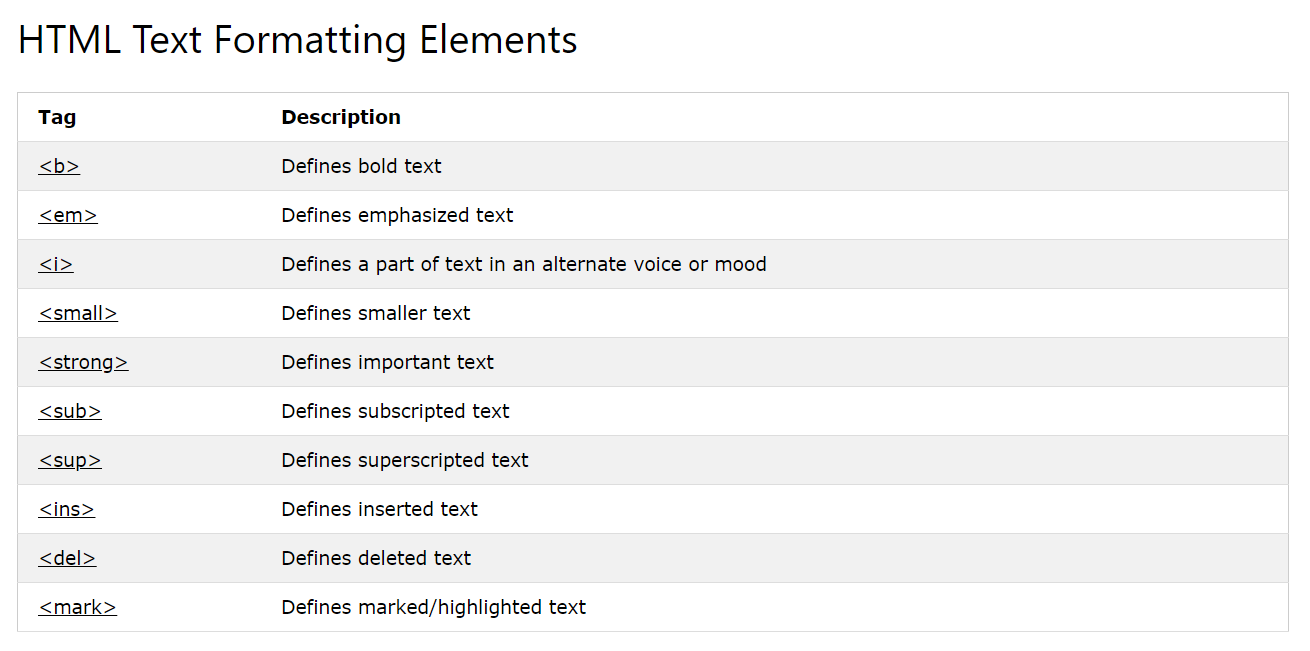 HTML Text Formatting Elements
Tag Description
<b> Defines bold text
<em> Defines emphasized text
<i> Defines a part of text in an alternate voice or mood
<small> Defines smaller text
<strong> Defines important text
<sub> Defines subscripted text
<sup> Defines superscripted text
<ins> Defines inserted text
<del> Defines deleted text
<mark> Defines marked/highlighted text